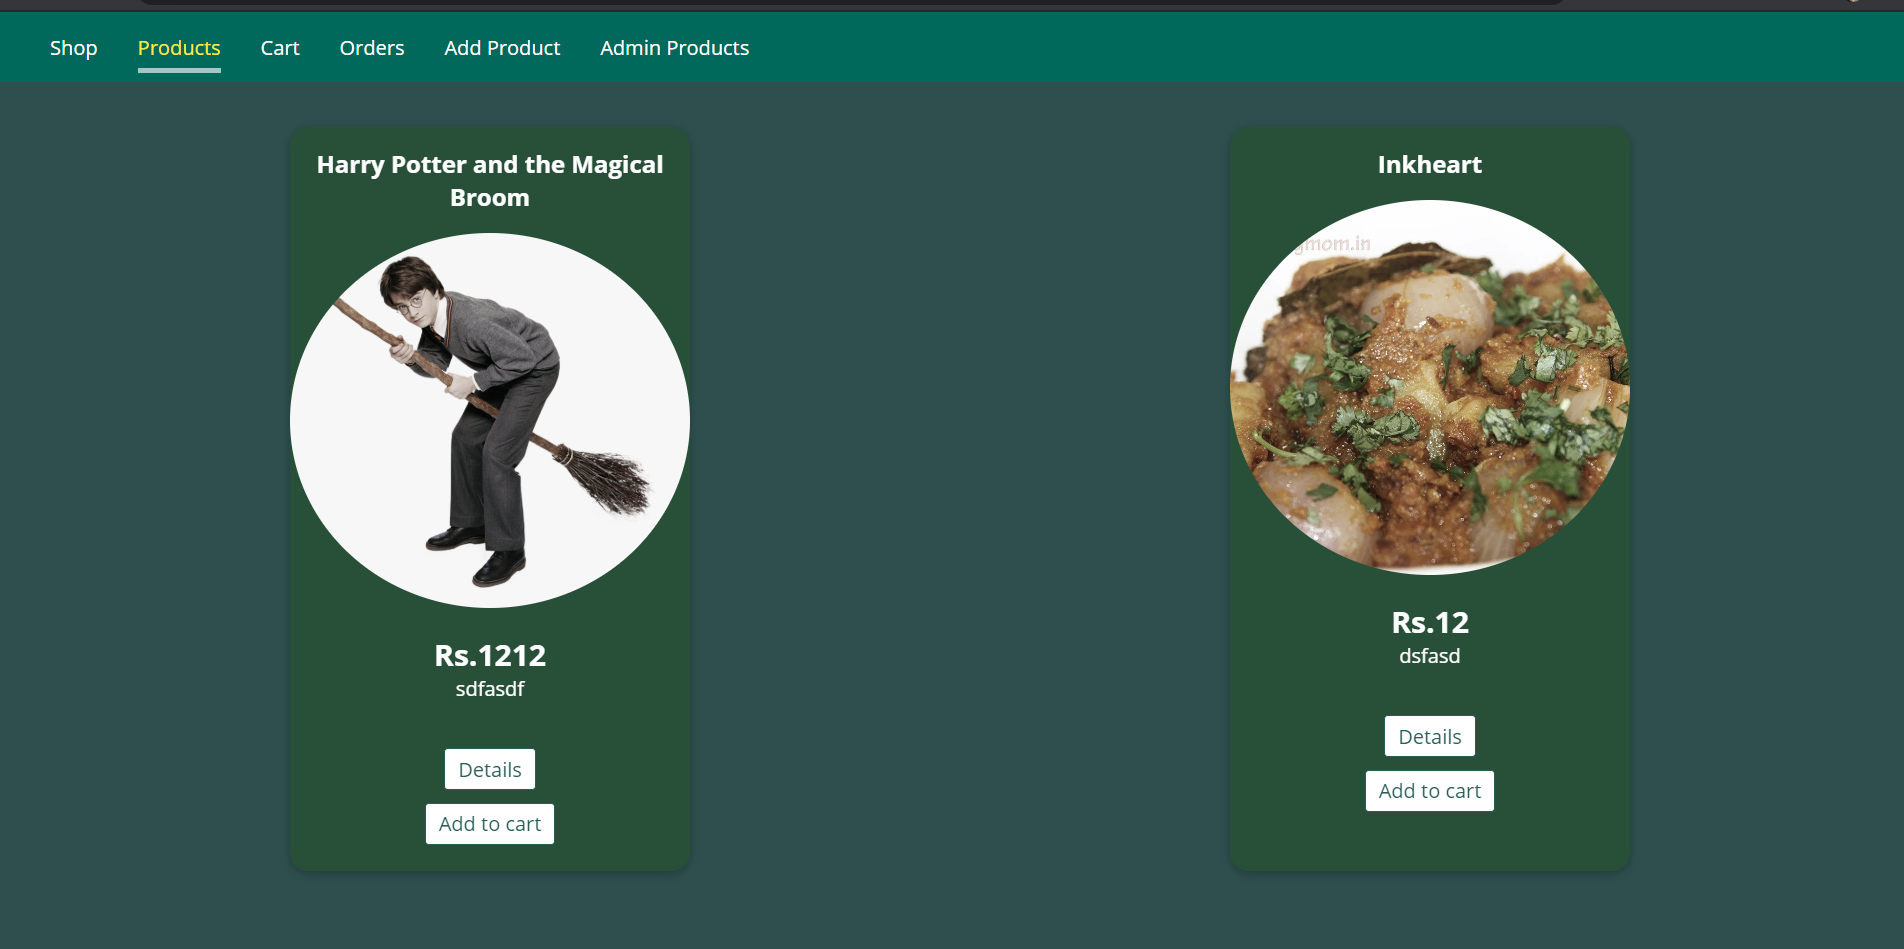 Shop Products Cart Orders Add Product Admin Products
Harry Potter and the Magical
Broom
Rs.1212
sdfasdf
Details
Add to cart
Inkheart
gmom.in
Rs.12
dsfasd
Details
Add to cart